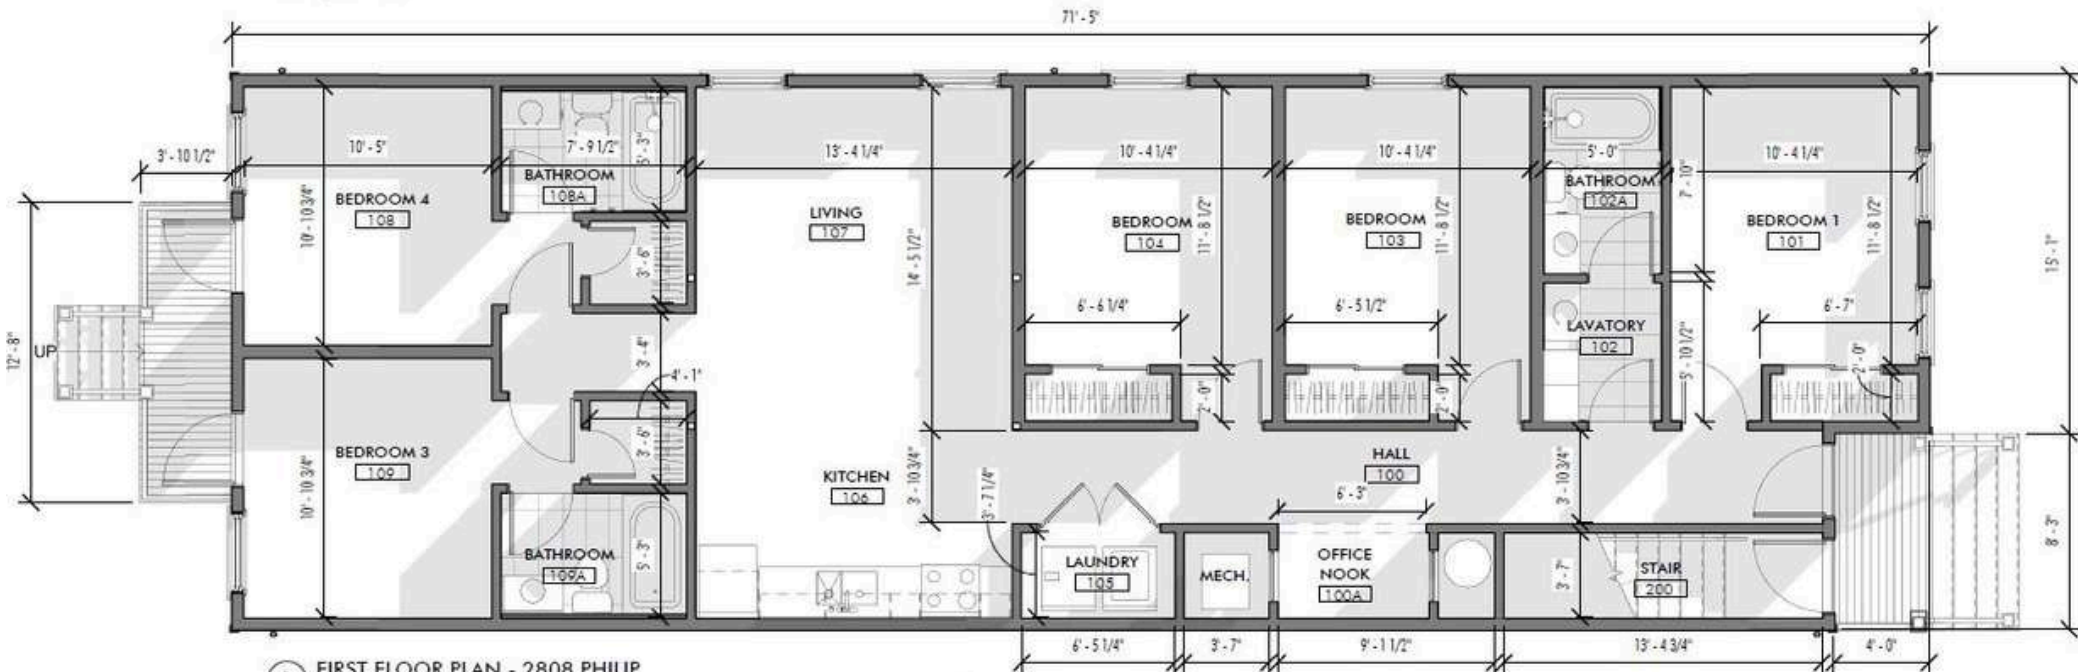 71' - 5"
3' - 10 1/2"
10' - 5"
7' - 9 1/2"
5' - 3"
13' - 4 1/4"
10' - 4 1/4"
10' - 4 1/4"
5' - 0"
10' - 4 1/4"
BEDROOM 4
108
10' - 10 3/4"
BATHROOM
108A
LIVING
107
BEDROOM
104
11' - 8 1/2"
BEDROOM
103
11' - 8 1/2"
BATHROOM
102A
7' - 10"
BEDROOM 1
101
11' - 8 1/2"
15' - 1"
3' - 6"
14' - 5 1/2"
6' - 6 1/4"
6' - 5 1/2"
6' - 7"
LAVATORY
102
5' - 10 1/2"
12' - 8"
UP
3' - 4"
4' - 1"
2' - 0"
2' - 0"
2' - 0"
BEDROOM 3
109
10' - 10 3/4"
3' - 6"
KITCHEN
106
3' - 10 3/4"
3' - 7 1/4"
HALL
100
6' - 3"
3' - 10 3/4"
8' - 3"
BATHROOM
109A
5' - 3"
LAUNDRY
105
MECH.
OFFICE
NOOK
100A
3' - 7"
STAIR
200
6' - 5 1/4"
3' - 7"
9' - 1 1/2"
13' - 4 3/4"
4' - 0"
FIRST FLOOR PLAN - 2808 PHILIP